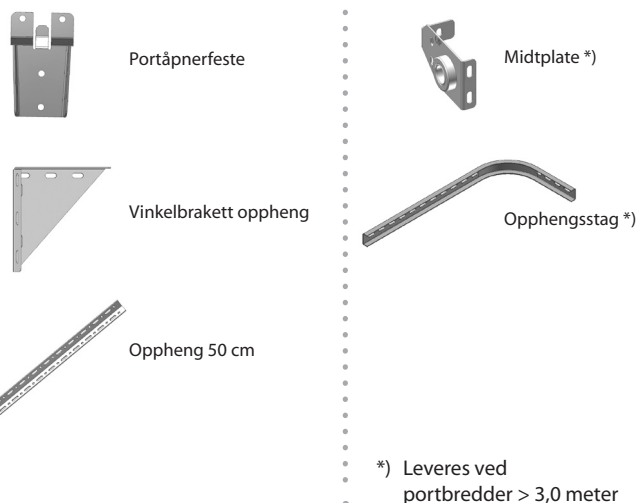 Portåpnerfeste
Vinkelbrakett oppheng
Oppheng 50 cm
Midtplate *)
Opphengsstag *)
*) Leveres ved
portbredder > 3,0 meter